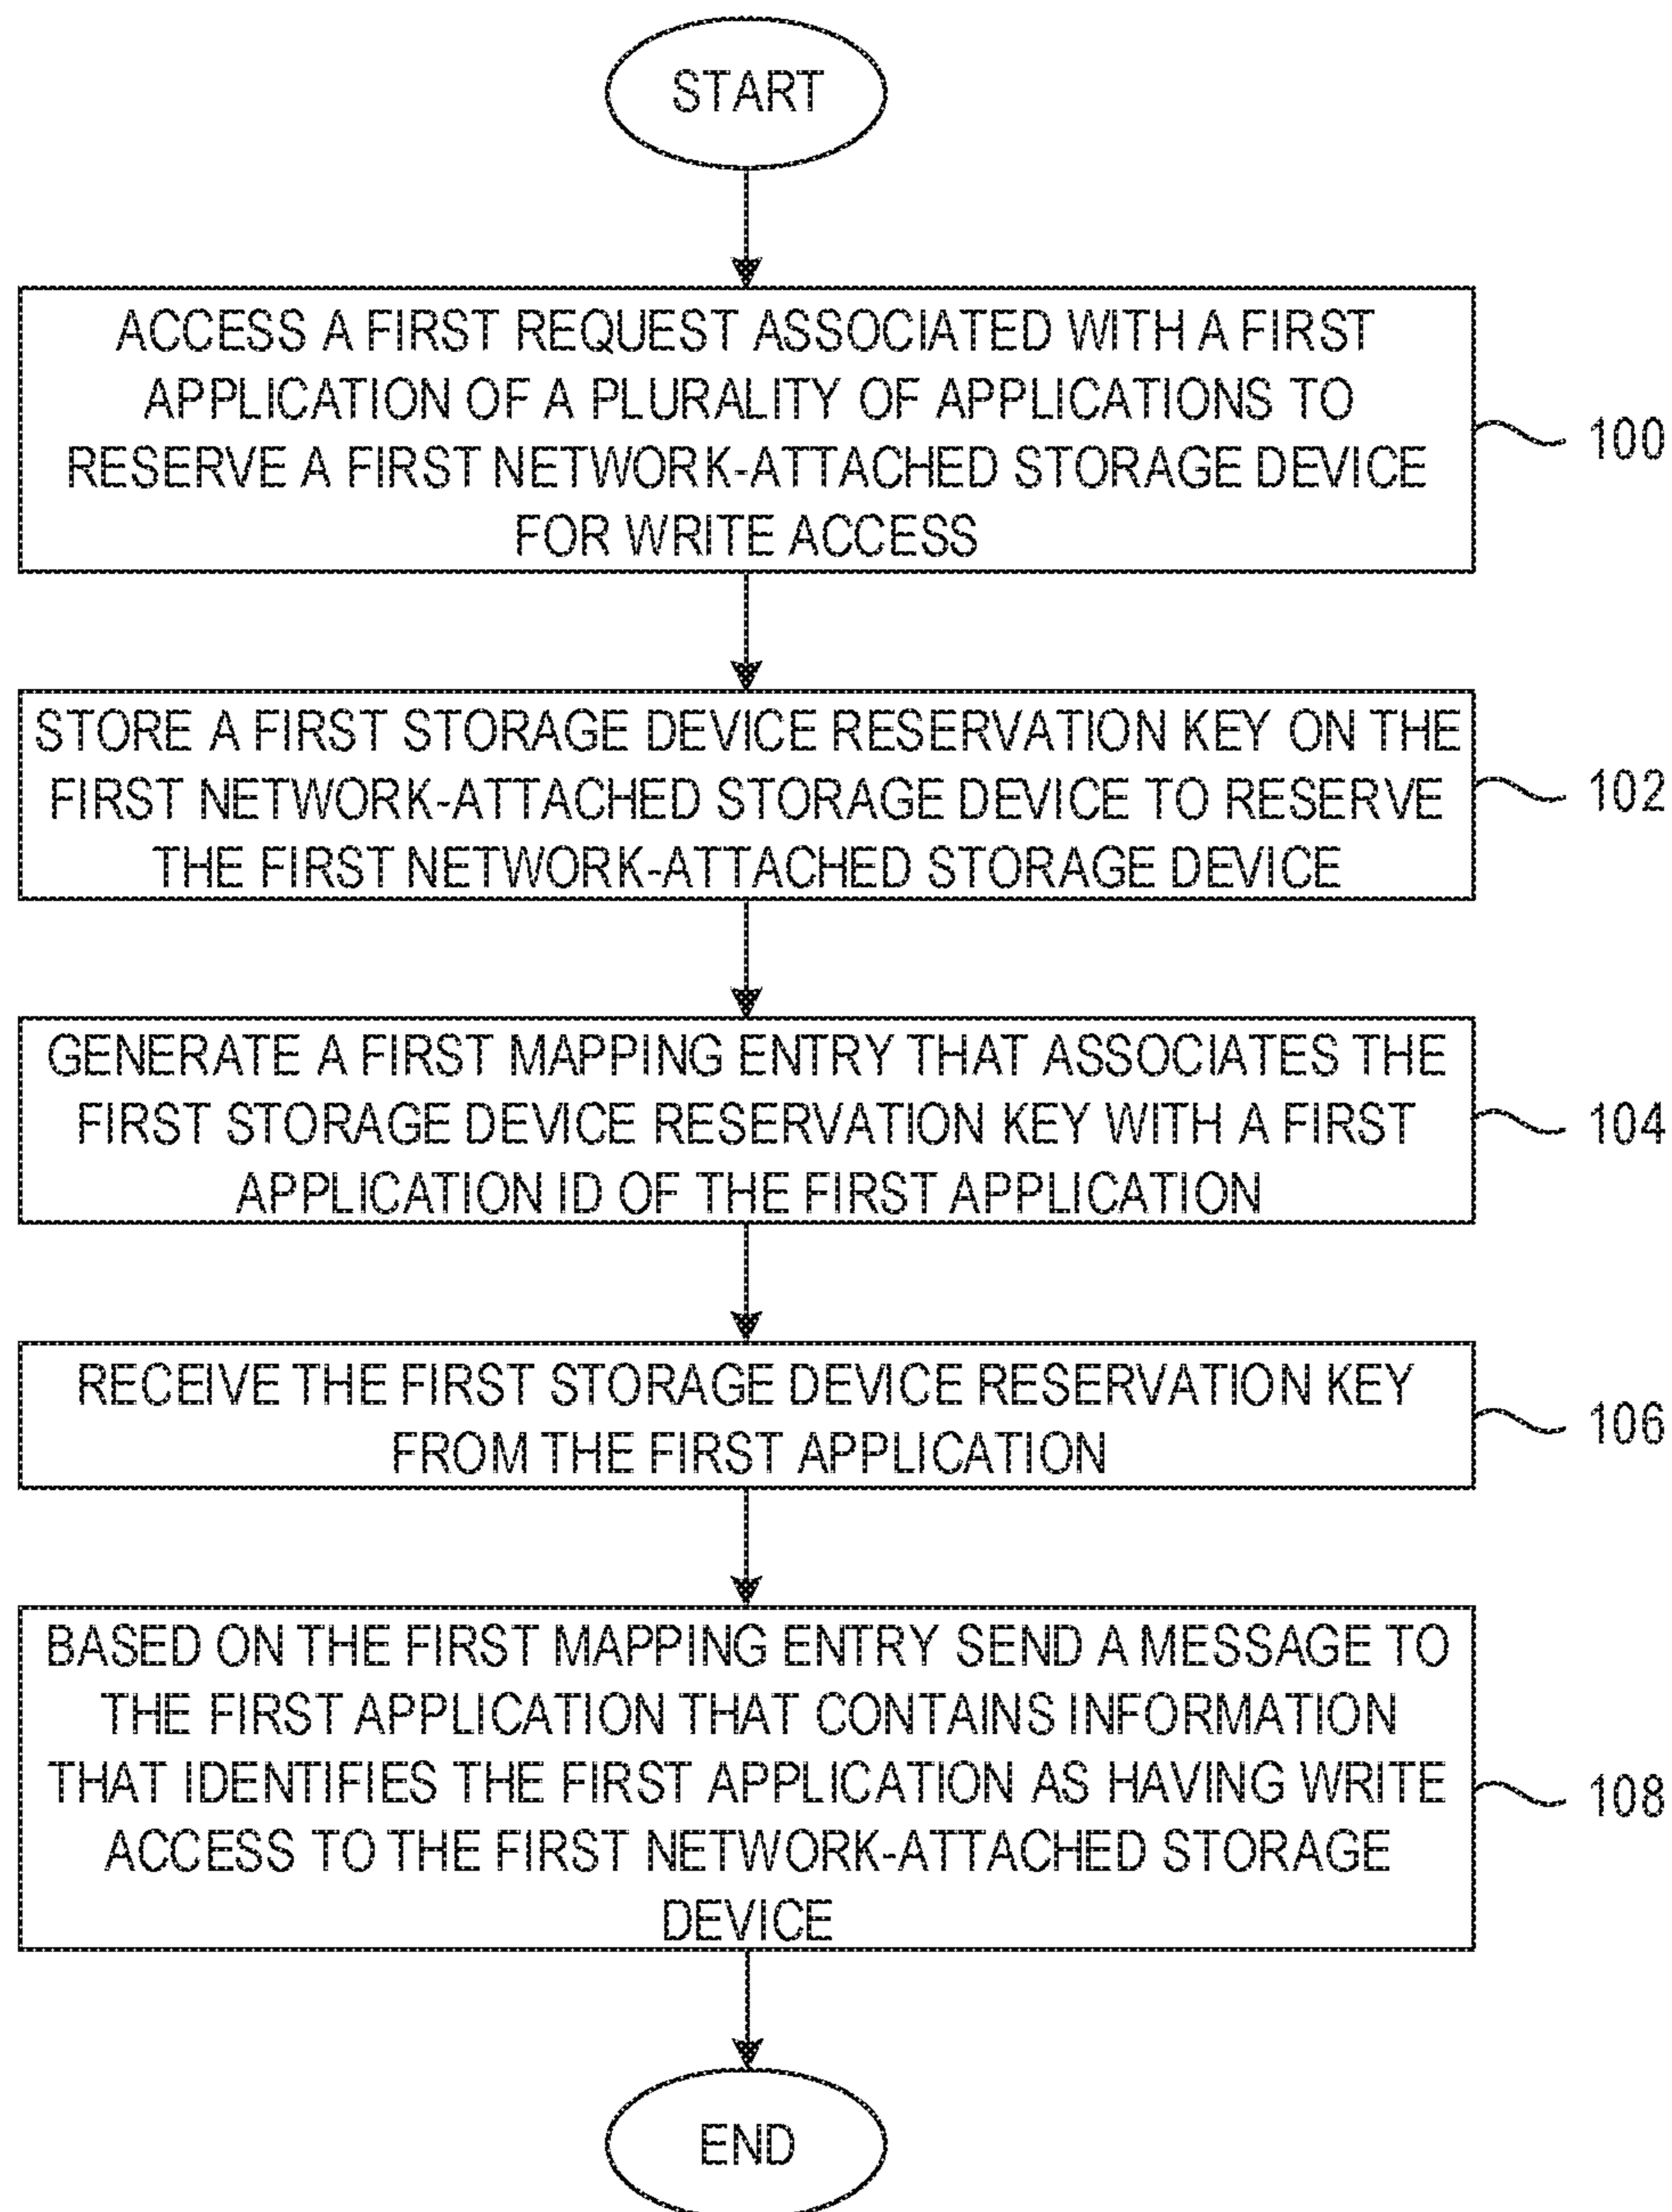 START
ACCESS A FIRST REQUEST ASSOCIATED WITH A FIRST
APPLICATION OF A PLURALITY OF APPLICATIONS TO
RESERVE A FIRST NETWORK-ATTACHED STORAGE DEVICE
FOR WRITE ACCESS
100
STORE A FIRST STORAGE DEVICE RESERVATION KEY ON THE
FIRST NETWORK-ATTACHED STORAGE DEVICE TO RESERVE
THE FIRST NETWORK-ATTACHED STORAGE DEVICE
102
GENERATE A FIRST MAPPING ENTRY THAT ASSOCIATES THE
FIRST STORAGE DEVICE RESERVATION KEY WITH A FIRST
APPLICATION ID OF THE FIRST APPLICATION
104
RECEIVE THE FIRST STORAGE DEVICE RESERVATION KEY
FROM THE FIRST APPLICATION
106
BASED ON THE FIRST MAPPING ENTRY SEND A MESSAGE TO
THE FIRST APPLICATION THAT CONTAINS INFORMATION
THAT IDENTIFIES THE FIRST APPLICATION AS HAVING WRITE
ACCESS TO THE FIRST NETWORK-ATTACHED STORAGE
DEVICE
108
END